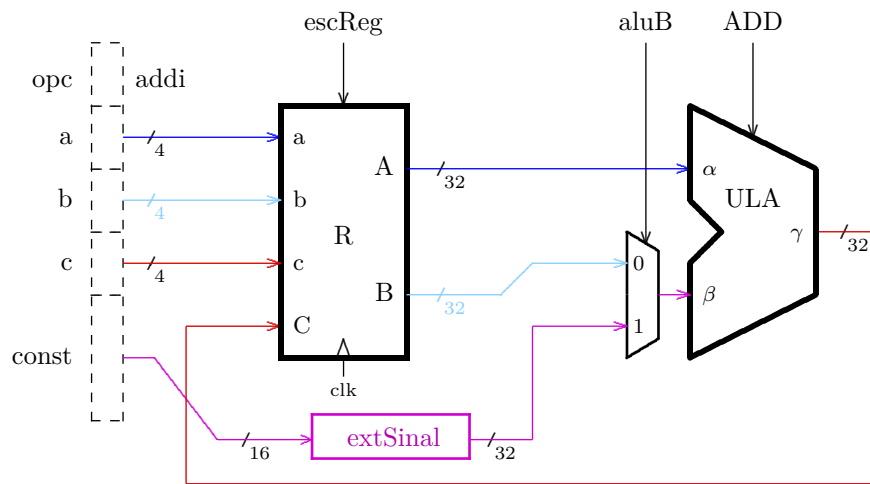 escReg
aluB
ADD
opc
addi
a
4
a
A
32
α
b
4
b
ULA
R
γ
32
c
4
c
0
B
32
β
C
1
const
clk
16
extSinal
32